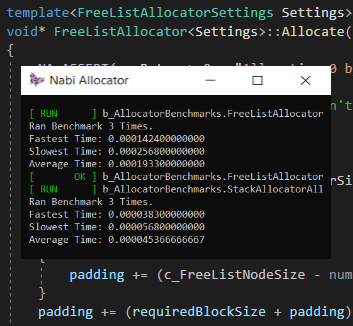 template<FreeListAllocatorSettings Settings>
void* FreeListAllocator<Settings>::Allocate(
{
Nabi Allocator
[ RUN ] b_AllocatorBenchmarks.FreeListAllocator
Ran Benchmark 3 Times.
Fastest Time: 0.000142400000000
Slowest Time: 0.000256800000000
Average Time: 0.000193300000000
[ OK ] b_AllocatorBenchmarks.FreeListAllocator
[ RUN ] b_AllocatorBenchmarks.StackAllocatorAll
Ran Benchmark 3 Times.
Fastest Time: 0.000038300000000
Slowest Time: 0.000056800000000
Average Time: 0.000045366666667
{
padding += (c_FreeListNodeSize - num
}
padding += (requiredBlockSize + padding)